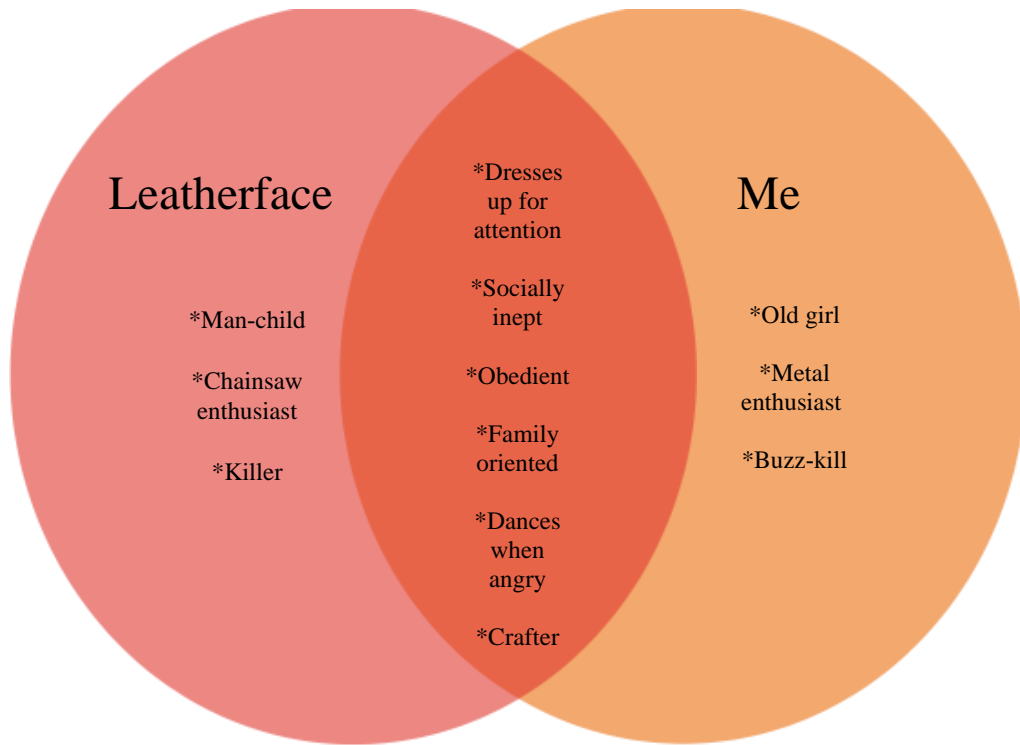 Leatherface
*Man-child
*Chainsaw
enthusiast
*Killer
*Dresses
up for
attention
*Socially
inept
*Obedient
*Family
oriented
*Dances
when
angry
*Crafter
Me
*Old girl
*Metal
enthusiast
*Buzz-kill